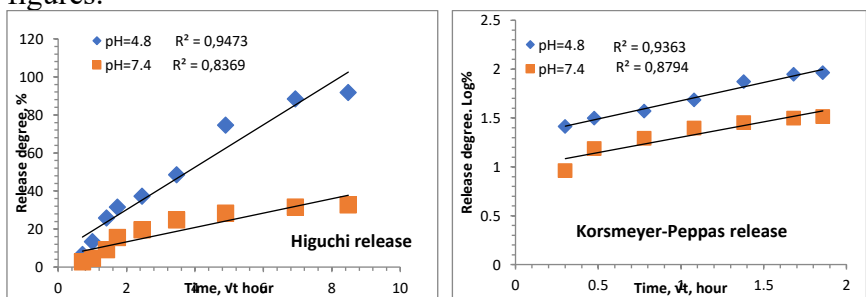 figures.
pH=4.8 R² = 0,9473
pH=7.4 R² = 0,8369
Release degree, %
120
100
80
60
40
20
0
0 2 4 6 8 10
Time, √t hour
Higuchi release
pH=4.8 R² = 0,9363
pH=7.4 R² = 0,8794
Release degree. Log%
2.5
2
1.5
1
0.5
0
0 0.5 1 1.5 2
Time, √t, hour
Korsmeyer-Peppas release